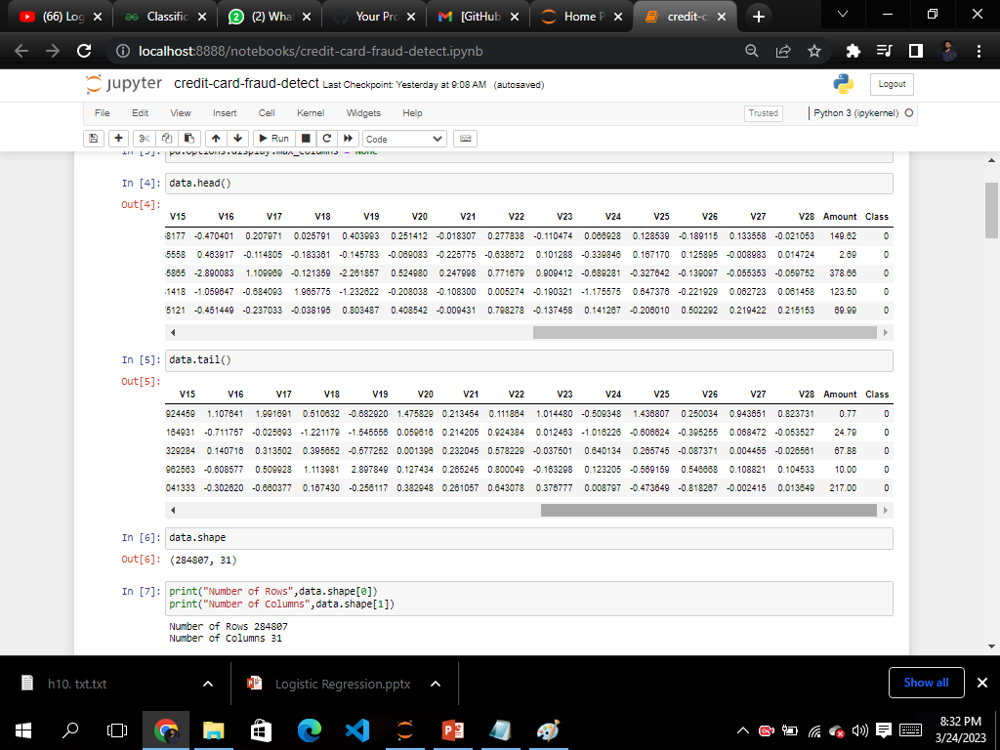 (66) Log
Classific
(2) What
Your Pro
[GitHub
Home P
credit-c
localhost:8888/notebooks/credit-card-fraud-detect.ipynb
jupyter credit-card-fraud-detect Last Checkpoint: Yesterday at 9:08 AM (autosaved)
Logout
File Edit View Insert Cell Kernel Widgets Help
Trusted
Python 3 (ipykernel)
Run
Code
In [3]: pd.options.display.max_columns = None
In [4]: data.head()
Out[4]:
V15 V16 V17 V18 V19 V20 V21 V22 V23 V24 V25 V26 V27 V28 Amount Class
8177 -0.470401 0.207971 0.025791 0.403993 0.251412 -0.018307 0.277838 -0.110474 0.066928 0.128539 -0.189115 0.133558 -0.021053 149.62 0
5558 0.463917 -0.114805 -0.183361 -0.145783 -0.069083 -0.225775 -0.638672 0.101288 -0.339846 0.167170 0.125895 -0.008983 0.014724 2.69 0
5865 -2.890083 1.109969 -0.121359 -2.261857 0.524980 0.247998 0.771679 0.909412 -0.689281 -0.327642 -0.139097 -0.055353 -0.059752 378.66 0
1418 -1.059647 -0.684093 1.965775 -1.232622 -0.208038 -0.108300 0.005274 -0.190321 -1.175575 0.647376 -0.221929 0.062723 0.061458 123.50 0
5121 -0.451449 -0.237033 -0.038195 0.803487 0.408542 -0.009431 0.798278 -0.137458 0.141267 -0.206010 0.502292 0.219422 0.215153 69.99 0
In [5]: data.tail()
Out[5]:
V15 V16 V17 V18 V19 V20 V21 V22 V23 V24 V25 V26 V27 V28 Amount Class
924459 1.107641 1.991691 0.510632 -0.682920 1.475829 0.213454 0.111864 1.014480 -0.509348 1.436807 0.250034 0.943651 0.823731 0.77 0
164931 -0.711757 -0.025693 -1.221179 -1.545556 0.059616 0.214205 0.924384 0.012463 -1.016226 -0.606624 -0.395255 0.068472 -0.053527 24.79 0
329284 0.140716 0.313502 0.395652 -0.577252 0.001396 0.232045 0.578229 -0.037501 0.640134 0.265745 -0.087371 0.004455 -0.026561 67.88 0
962563 -0.608577 0.509928 1.113981 2.897849 0.127434 0.265245 0.800049 -0.163298 0.123205 -0.569159 0.546668 0.108821 0.104533 10.00 0
041333 -0.302620 -0.660377 0.167430 -0.256117 0.382948 0.261057 0.643078 0.376777 0.008797 -0.473649 -0.818267 -0.002415 0.013649 217.00 0
In [6]: data.shape
Out[6]: (284807, 31)
In [7]: print("Number of Rows",data.shape[0])
print("Number of Columns",data.shape[1])
Number of Rows 284807
Number of Columns 31
h10. txt.txt
Logistic Regression.pptx
Show all
8:32 PM
3/24/2023